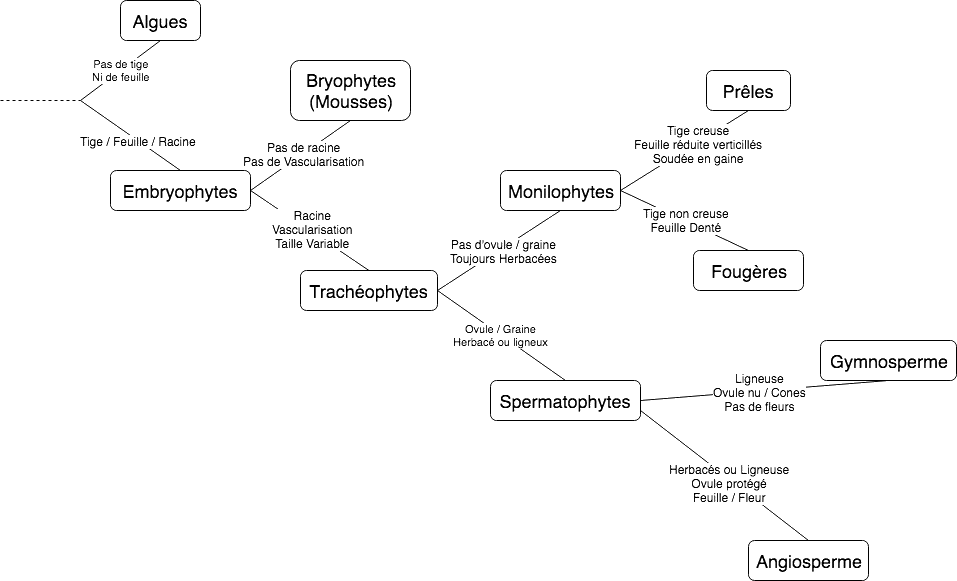 Algues
Pas de tige
Ni de feuille
Tige / Feuille / Racine
Embryophytes
Bryophytes
(Mousses)
Pas de racine
Pas de Vascularisation
Racine
Vascularisation
Taille Variable
Trachéophytes
Monilophytes
Pas d'ovule / graine
Toujours Herbacées
Prêles
Tige creuse
Feuille réduite verticillés
Soudée en gaine
Tige non creuse
Feuille Denté
Fougères
Ovule / Graine
Herbacé ou ligneux
Spermatophytes
Gymnosperme
Ligneuse
Ovule nu / Cones
Pas de fleurs
Herbacés ou Ligneuse
Ovule protégé
Feuille / Fleur
Angiosperme